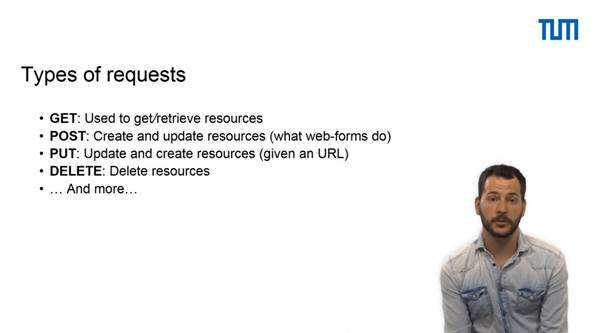 TUM
Types of requests
• GET: Used to get/retrieve resources
• POST: Create and update resources (what web-forms do)
• PUT: Update and create resources (given an URL)
• DELETE: Delete resources
• … And more…